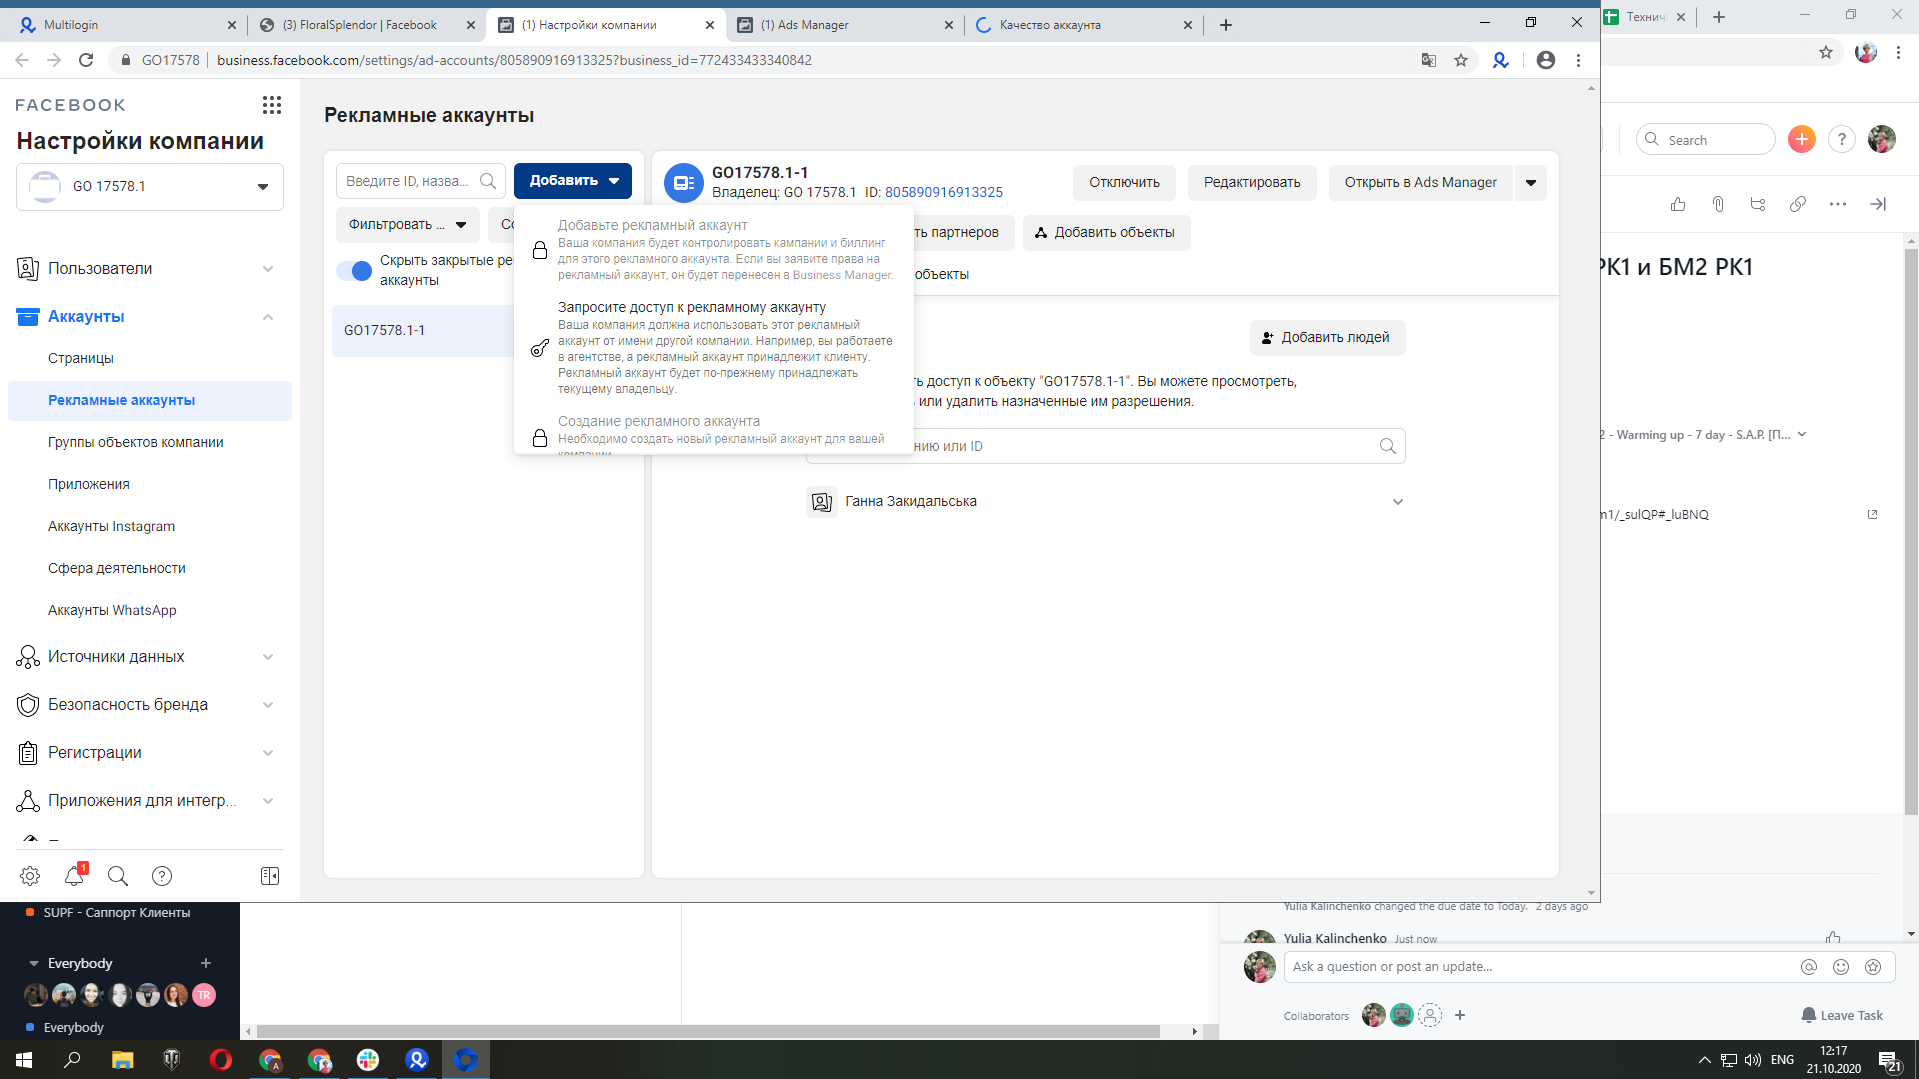 Multilogin
(3) FloralSplendor | Facebook
(1) Настройки компании
(1) Ads Manager
Качество аккаунта
GO17578
business.facebook.com/settings/ad-accounts/805890916913325?business_id=772433433340842
FACEBOOK
Настройки компании
GO 17578.1
Пользователи
Аккаунты
Страницы
Рекламные аккаунты
Группы объектов компании
Приложения
Аккаунты Instagram
Сфера деятельности
Аккаунты WhatsApp
Источники данных
Безопасность бренда
Регистрации
Приложения для интегр...
1
Рекламные аккаунты
Введите ID, назва...
Добавить
Фильтровать ...
Скрыть закрытые
аккаунты
GO17578.1-1
Добавьте рекламный аккаунт
Ваша компания будет контролировать кампании и биллинг
для этого рекламного аккаунта. Если вы заявите права на
рекламный аккаунт, он будет перенесен в Business Manager.
Запросите доступ к рекламному аккаунту
Ваша компания должна использовать этот рекламный
аккаунт от имени другой компании. Например, вы работаете
в агентстве, а рекламный аккаунт принадлежит клиенту.
Рекламный аккаунт будет по-прежнему принадлежать
текущему владельцу.
Создание рекламного аккаунта
Необходимо создать новый рекламный аккаунт для вашей
компании
GO17578.1-1
Владелец: GO 17578.1 ID: 805890916913325
Отключить
Редактировать
Открыть в Ads Manager
партнеров
Добавить объекты
объекты
Добавить людей
доступ к объекту "GO17578.1-1". Вы можете просмотреть,
или удалить назначенные им разрешения.
или ID
Ганна Закидальська
Технич
Search
РК1 и БМ2 РК1
2 - Warming up - 7 day - S.A.P. [П...
m1/_sulQP#_luBNQ
Yulia Kalinchenko changed the due date to Today. 2 days ago
Yulia Kalinchenko Just now
Ask a question or post an update...
Collaborators
Leave Task
SUPF - Саппорт Клиенты
Everybody
TR
Everybody
ENG
12:17
21.10.2020
21